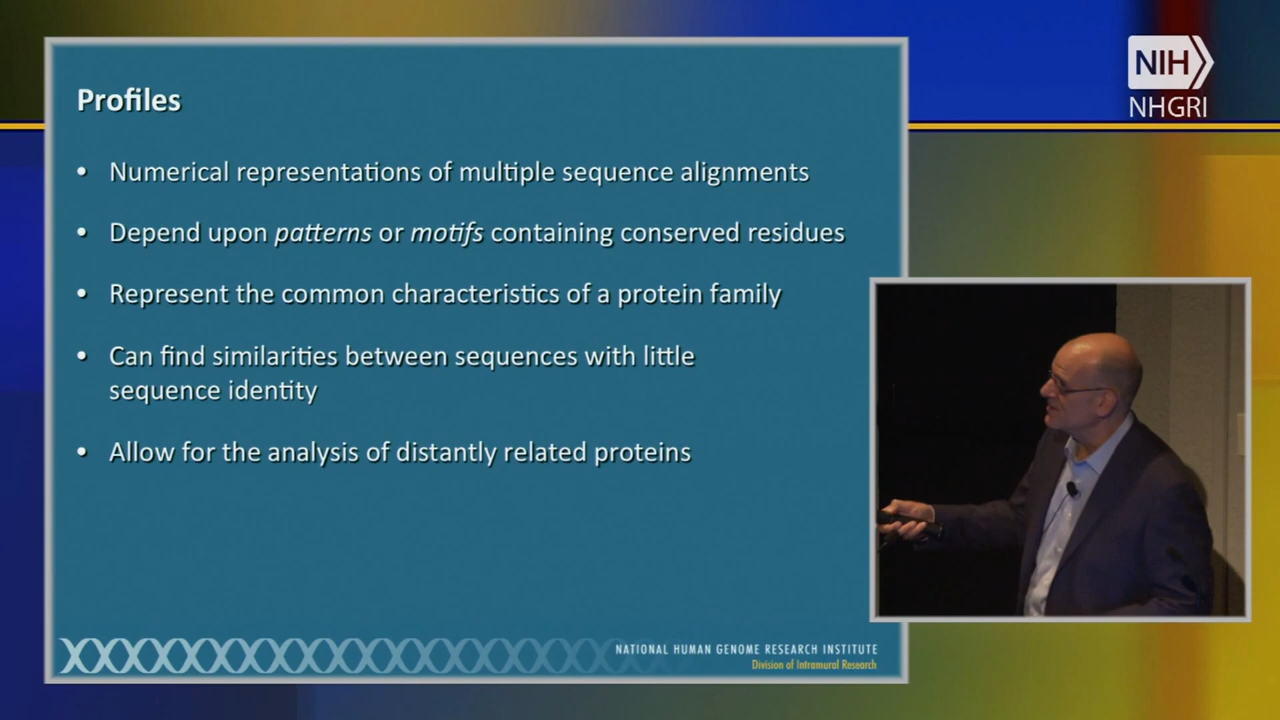 NIH
NHGRI
Profiles
• Numerical representations of multiple sequence alignments
• Depend upon patterns or motifs containing conserved residues
• Represent the common characteristics of a protein family
• Can find similarities between sequences with little
sequence identity
• Allow for the analysis of distantly related proteins
NATIONAL HUMAN GENOME RESEARCH INSTITUTE
Division of Intramural Research